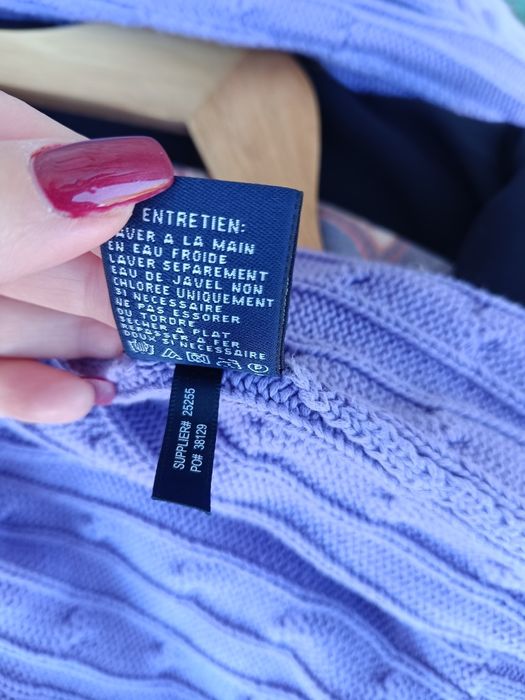 ENTRETIEN:
LAVER A LA MAIN
EN EAU FROIDE
LAVER SEPAREMENT
EAU DE JAVEL NON
CHLOREE UNIQUEMENT
SI NECESSAIRE
NE PAS ESSORER
OU TORDRE
SECHER A PLAT
REPASSER A FER
DOUX SI NECESSAIRE
P
SUPPLIER# 25255
PO# 38129